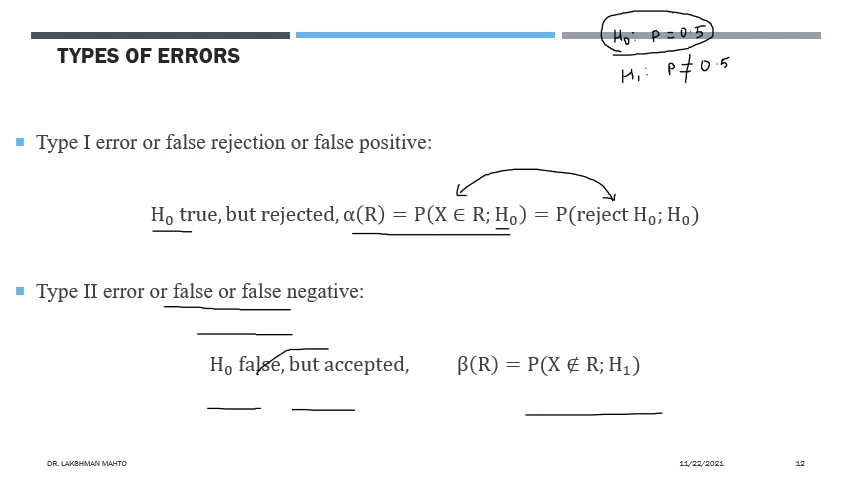 H₀: P = 0.5
H₁: P ≠ 0.5
TYPES OF ERRORS
Type I error or false rejection or false positive:
H₀ true, but rejected, α(R) = P(X ∈ R; H₀) = P(reject H₀; H₀)
Type II error or false or false negative:
H₀ false, but accepted, β(R) = P(X ∉ R; H₁)
DR. LAKSHMAN MAHTO 11/22/2021 12